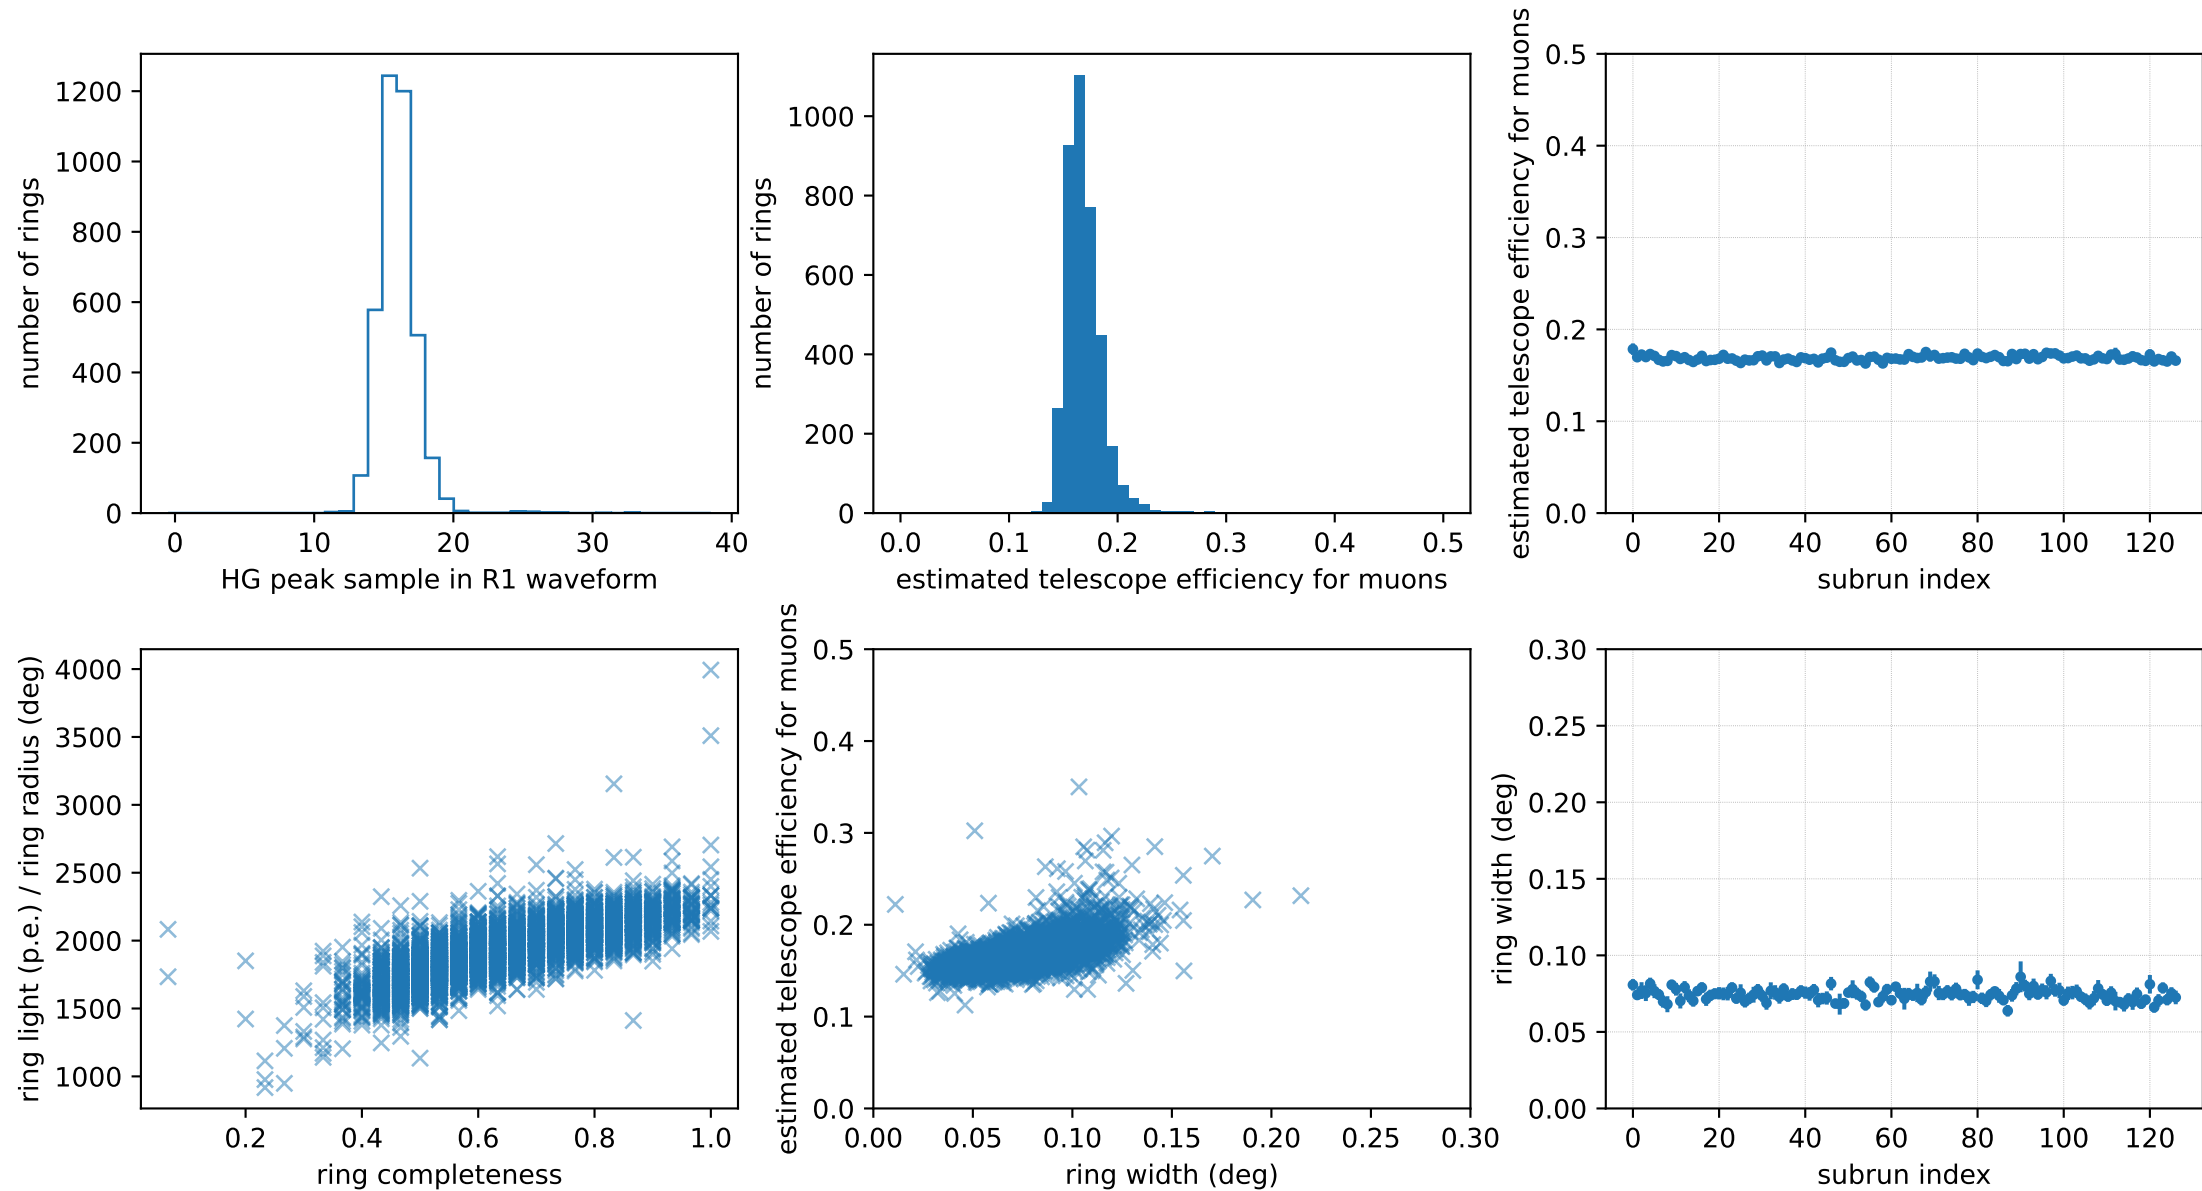 1200
1000
800
600
400
200
0
number of rings
0 10 20 30 40
HG peak sample in R1 waveform
1000
800
600
400
200
0
number of rings
0.0 0.1 0.2 0.3 0.4 0.5
estimated telescope efficiency for muons
0.5
0.4
0.3
0.2
0.1
0.0
estimated telescope efficiency for muons
0 20 40 60 80 100 120
subrun index
4000
3500
3000
2500
2000
1500
1000
ring light (p.e.) / ring radius (deg)
0.2 0.4 0.6 0.8 1.0
ring completeness
0.5
0.4
0.3
0.2
0.1
0.0
estimated telescope efficiency for muons
0.00 0.05 0.10 0.15 0.20 0.25 0.30
ring width (deg)
0.30
0.25
0.20
0.15
0.10
0.05
0.00
ring width (deg)
0 20 40 60 80 100 120
subrun index